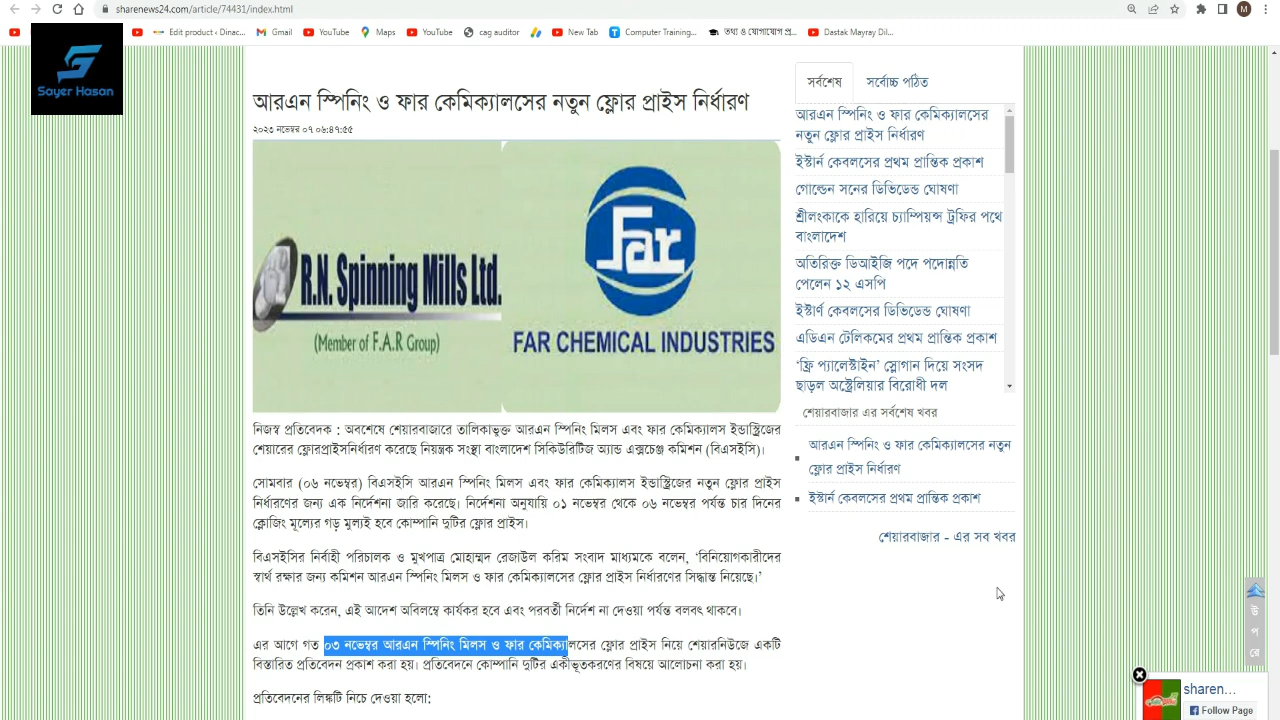 sharenews24.com/article/74431/index.html
M
Edit product ‹ Dinac...
Gmail
YouTube
Maps
YouTube
cag auditor
New Tab
Computer Training...
তথ্য ও যোগাযোগ প্র...
Dastak Mayray Dil...
Sayer Hasan
আরএন স্পিনিং ও ফার কেমিক্যালসের নতুন ফ্লোর প্রাইস নির্ধারণ
২০২৩ নভেম্বর ০৭ ০৬:৪৭:৫৫
R.N. Spinning Mills Ltd.
(Member of F.A.R Group)
Far
FAR CHEMICAL INDUSTRIES
নিজস্ব প্রতিবেদক : অবশেষে শেয়ারবাজারে তালিকাভুক্ত আরএন স্পিনিং মিলস এবং ফার কেমিক্যালস ইন্ডাস্ট্রিজের
শেয়ারের ফ্লোরপ্রাইসনির্ধারণ করেছে নিয়ন্ত্রক সংস্থা বাংলাদেশ সিকিউরিটিজ অ্যান্ড এক্সচেঞ্জ কমিশন (বিএসইসি)।
সোমবার (০৬ নভেম্বর) বিএসইসি আরএন স্পিনিং মিলস এবং ফার কেমিক্যালস ইন্ডাস্ট্রিজের নতুন ফ্লোর প্রাইস
নির্ধারণের জন্য এক নির্দেশনা জারি করেছে। নির্দেশনা অনুযায়ি ০১ নভেম্বর থেকে ০৬ নভেম্বর পর্যন্ত চার দিনের
ক্লোজিং মূল্যের গড় মুল্যই হবে কোম্পানি দুটির ফ্লোর প্রাইস।
বিএসইসির নির্বাহী পরিচালক ও মুখপাত্র মোহাম্মদ রেজাউল করিম সংবাদ মাধ্যমকে বলেন, ‘বিনিয়োগকারীদের
স্বার্থ রক্ষার জন্য কমিশন আরএন স্পিনিং মিলস ও ফার কেমিক্যালসের ফ্লোর প্রাইস নির্ধারণের সিদ্ধান্ত নিয়েছে।’
তিনি উল্লেখ করেন, এই আদেশ অবিলম্বে কার্যকর হবে এবং পরবর্তী নির্দেশ না দেওয়া পর্যন্ত বলবৎ থাকবে।
এর আগে গত ০৩ নভেম্বর আরএন স্পিনিং মিলস ও ফার কেমিক্যালসের ফ্লোর প্রাইস নিয়ে শেয়ারনিউজে একটি
বিস্তারিত প্রতিবেদন প্রকাশ করা হয়। প্রতিবেদনে কোম্পানি দুটির একীভূতকরণের বিষয়ে আলোচনা করা হয়।
প্রতিবেদনের লিঙ্কটি নিচে দেওয়া হলো:
সর্বশেষ
সর্বোচ্চ পঠিত
আরএন স্পিনিং ও ফার কেমিক্যালসের
নতুন ফ্লোর প্রাইস নির্ধারণ
ইস্টার্ন কেবলসের প্রথম প্রান্তিক প্রকাশ
গোল্ডেন সনের ডিভিডেন্ড ঘোষণা
শ্রীলংকাকে হারিয়ে চ্যাম্পিয়ন্স ট্রফির পথে
বাংলাদেশ
অতিরিক্ত ডিআইজি পদে পদোন্নতি
পেলেন ১২ এসপি
ইস্টার্ণ কেবলসের ডিভিডেন্ড ঘোষণা
এডিএন টেলিকমের প্রথম প্রান্তিক প্রকাশ
‘ফ্রি প্যালেস্টাইন’ স্লোগান দিয়ে সংসদ
ছাড়ল অস্ট্রেলিয়ার বিরোধী দল
শেয়ারবাজার এর সর্বশেষ খবর
আরএন স্পিনিং ও ফার কেমিক্যালসের নতুন
ফ্লোর প্রাইস নির্ধারণ
ইস্টার্ন কেবলসের প্রথম প্রান্তিক প্রকাশ
শেয়ারবাজার - এর সব খবর
উ
প
রে
sharen...
Follow Page